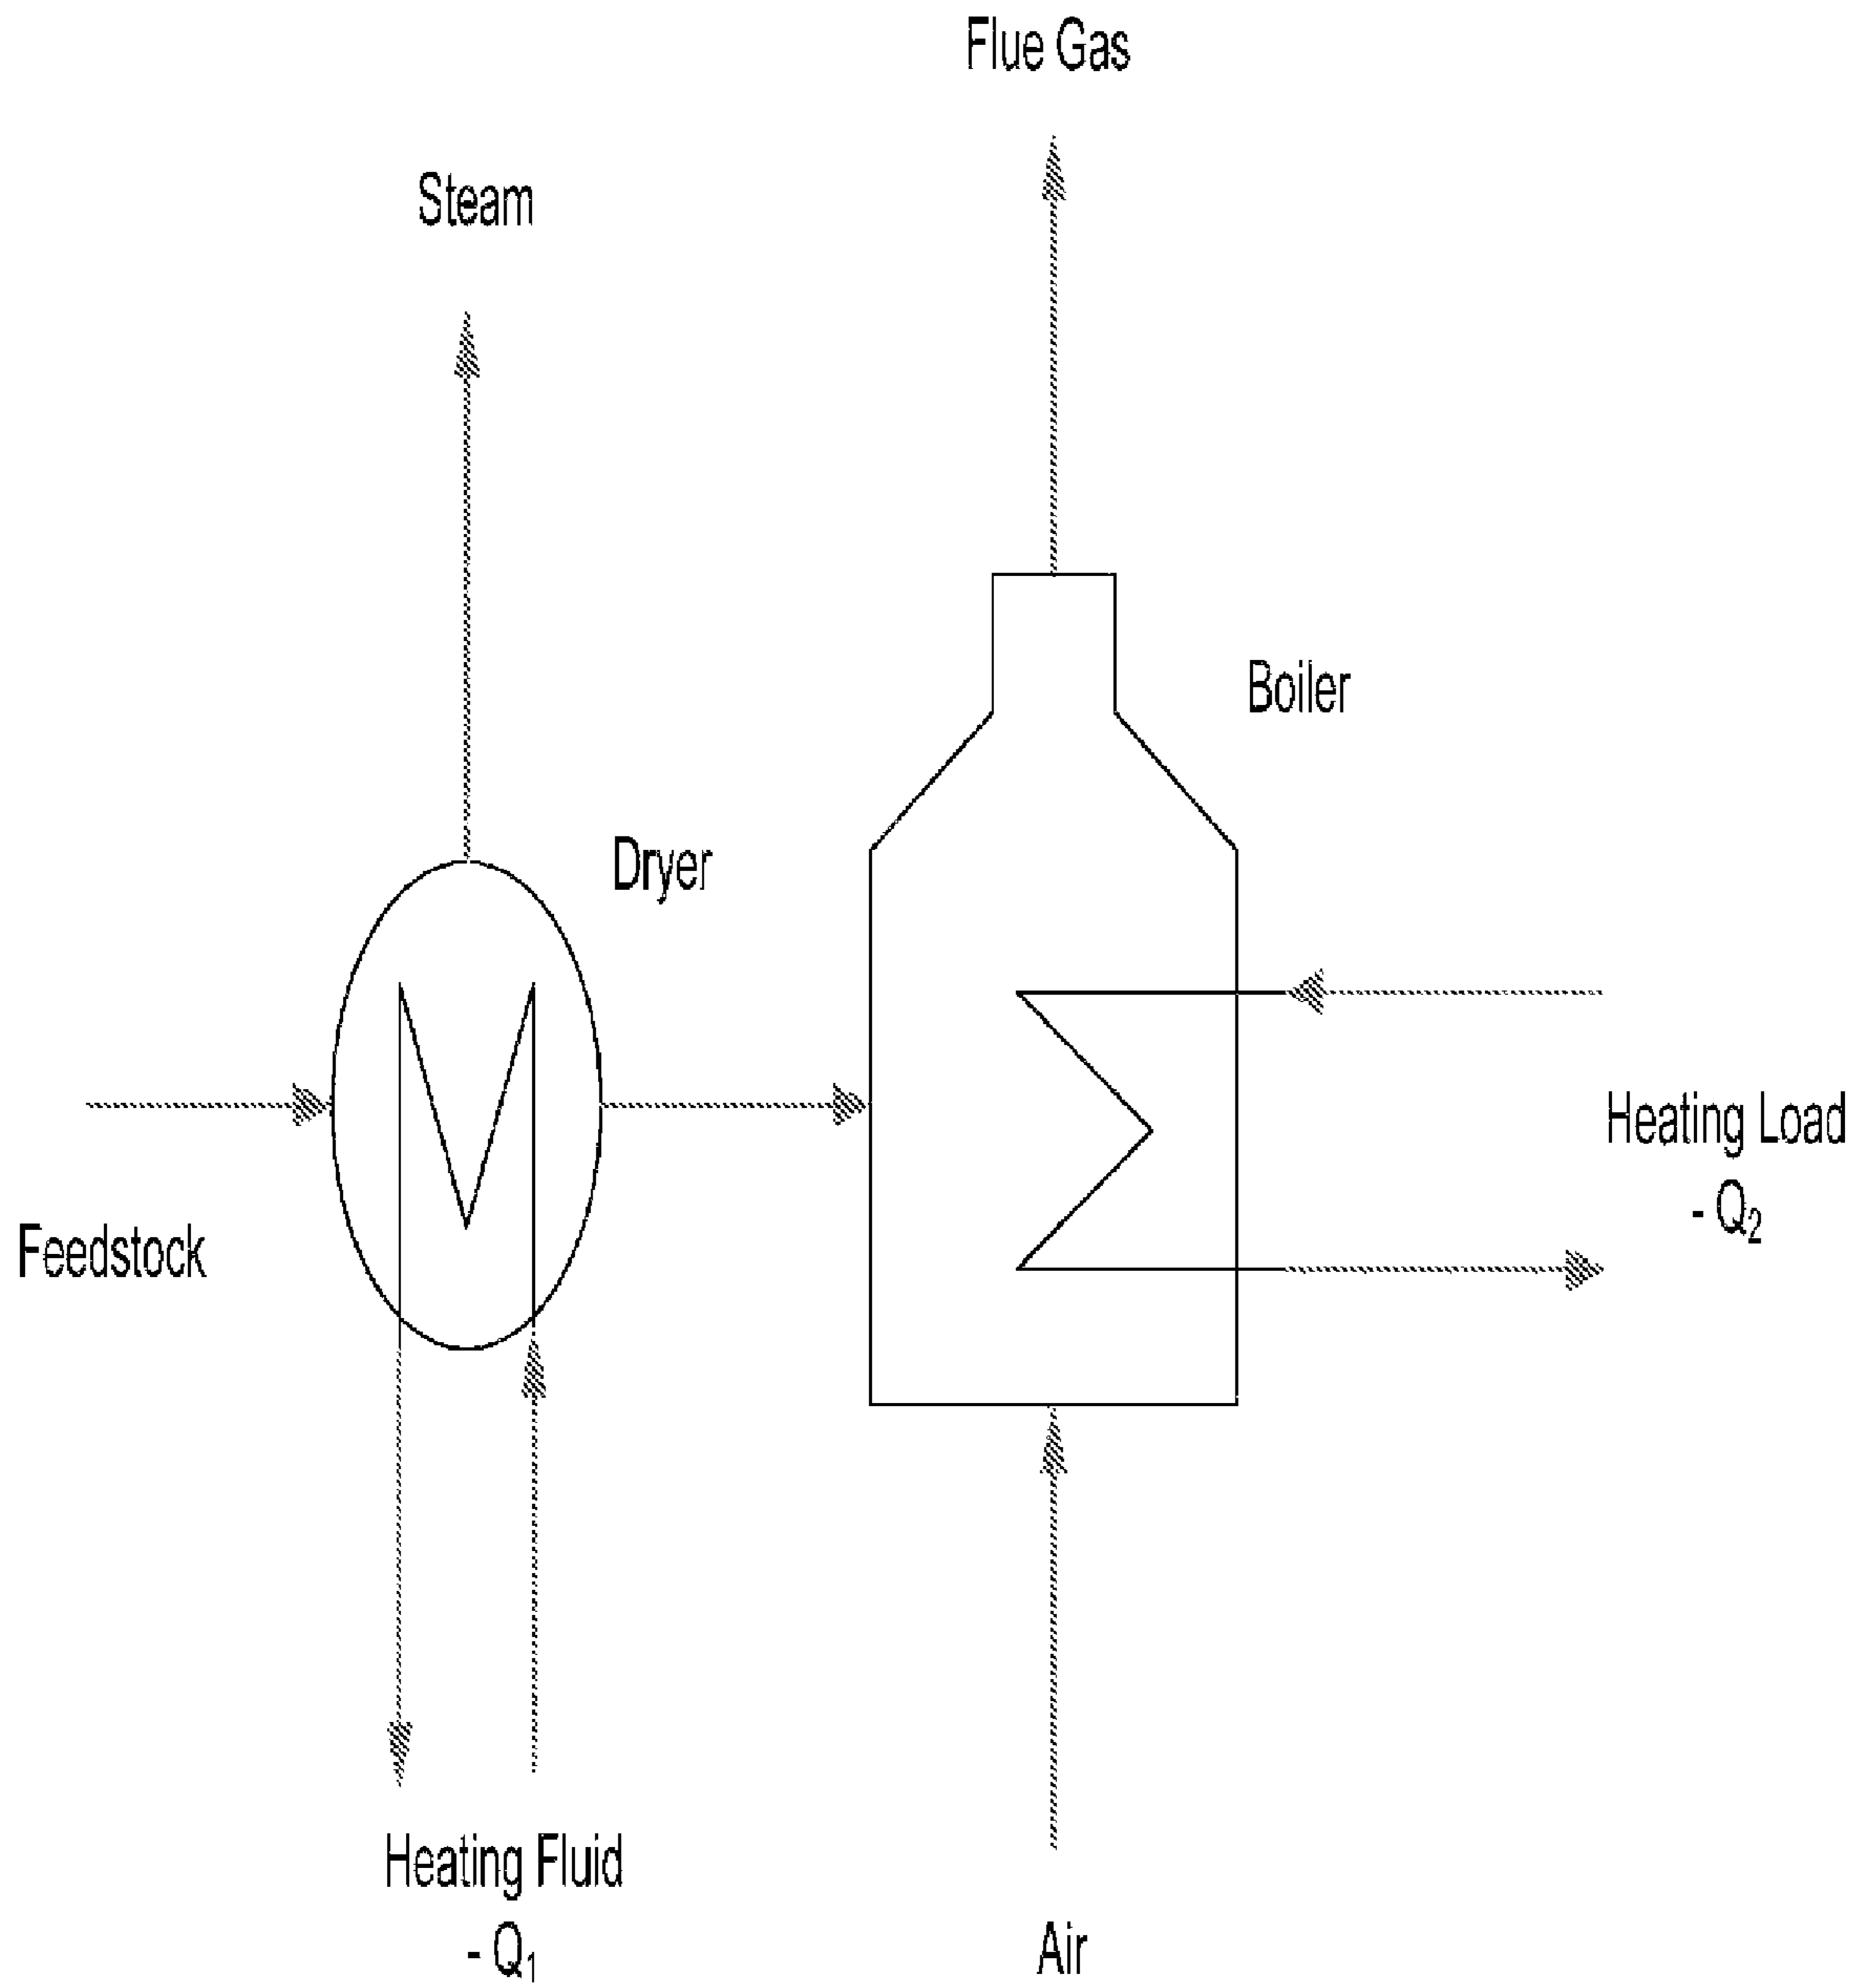 Flue Gas
Steam
Boiler
Dryer
Heating Load
- Q₂
Feedstock
Heating Fluid
- Q₁
Air